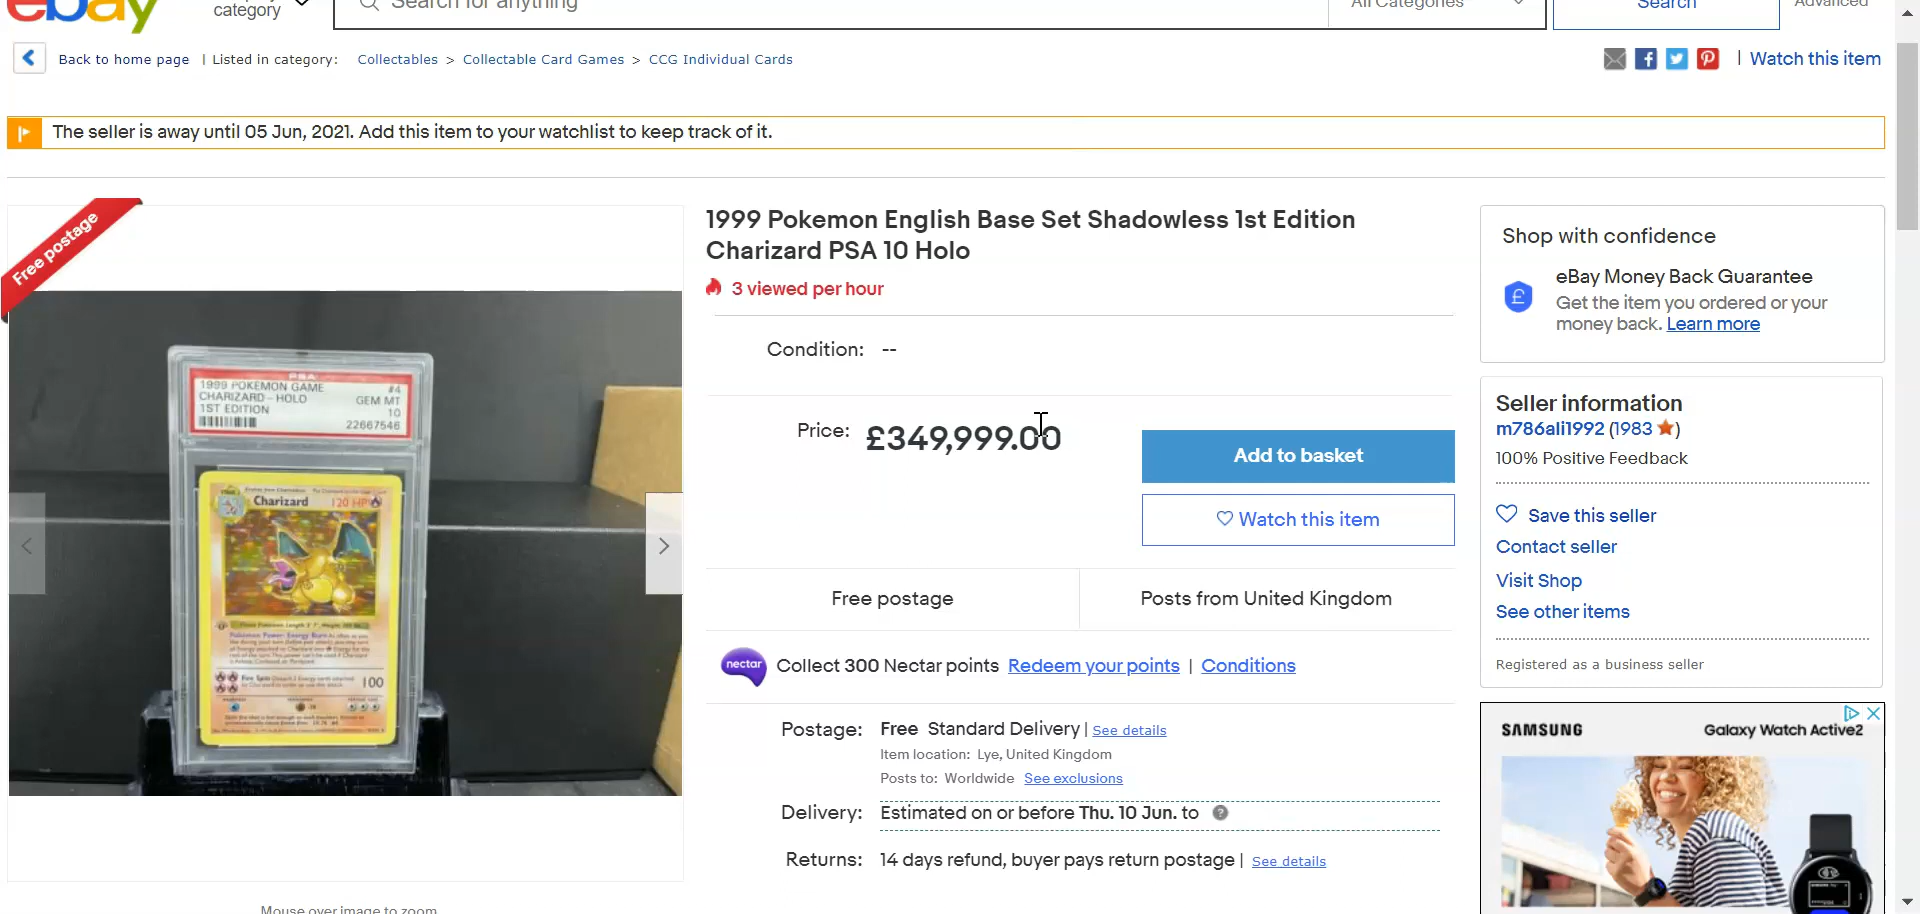 ebay
category
Search for anything
All Categories
Search
Advanced
Back to home page | Listed in category: Collectables > Collectable Card Games > CCG Individual Cards
| Watch this item
The seller is away until 05 Jun, 2021. Add this item to your watchlist to keep track of it.
Free postage
1999 POKEMON GAME #4
CHARIZARD - HOLO GEM MT
1ST EDITION 10
22667546
Charizard 120 HP
100
Mouse over image to zoom
1999 Pokemon English Base Set Shadowless 1st Edition
Charizard PSA 10 Holo
3 viewed per hour
Condition: --
Price: £349,999.00
Add to basket
Watch this item
Free postage
Posts from United Kingdom
nectar
Collect 300 Nectar points Redeem your points | Conditions
Postage: Free Standard Delivery | See details
Item location: Lye, United Kingdom
Posts to: Worldwide See exclusions
Delivery: Estimated on or before Thu. 10 Jun. to ?
Returns: 14 days refund, buyer pays return postage | See details
Shop with confidence
eBay Money Back Guarantee
Get the item you ordered or your
money back. Learn more
Seller information
m786ali1992 (1983 )
100% Positive Feedback
Save this seller
Contact seller
Visit Shop
See other items
Registered as a business seller
SAMSUNG
Galaxy Watch Active2